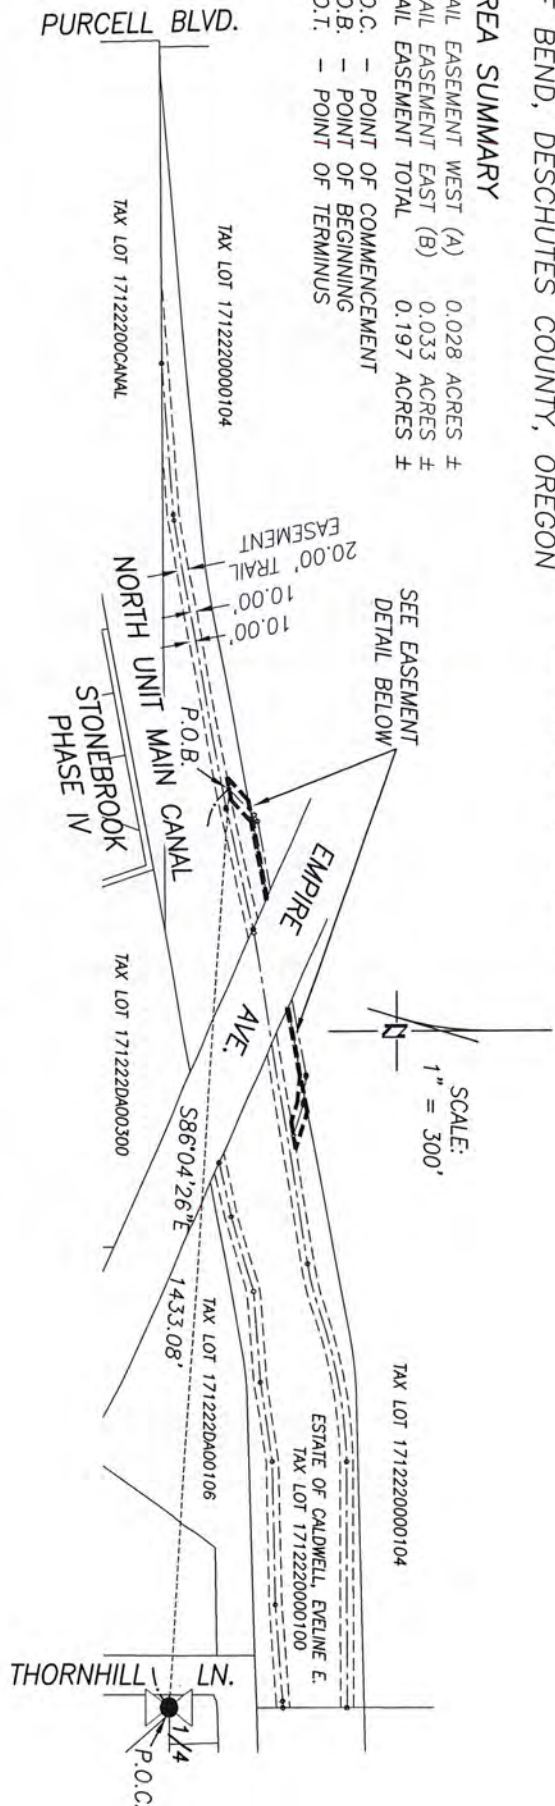 F BEND, DESCHUTES COUNTY, OREGON
REA SUMMARY
AIL EASEMENT WEST (A) 0.028 ACRES ±
AIL EASEMENT EAST (B) 0.033 ACRES ±
AIL EASEMENT TOTAL 0.197 ACRES ±
.O.C. – POINT OF COMMENCEMENT
.O.B. – POINT OF BEGINNING
.O.T. – POINT OF TERMINUS
SEE EASEMENT
DETAIL BELOW
SCALE:
1" = 300'
PURCELL BLVD.
TAX LOT 1712220000104
TAX LOT 17122200CANAL
20.00' TRAIL
EASEMENT
10.00'
10.00'
NORTH UNIT MAIN CANAL
P.O.B.
STONEBROOK
PHASE IV
EMPIRE
AVE.
TAX LOT 171222DA00300
S86°04'26"E
1433.08'
TAX LOT 171222DA00106
TAX LOT 1712220000104
ESTATE OF CALDWELL, EVELINE E.
TAX LOT 1712220000100
THORNHILL LN.
1/4
P.O.C.